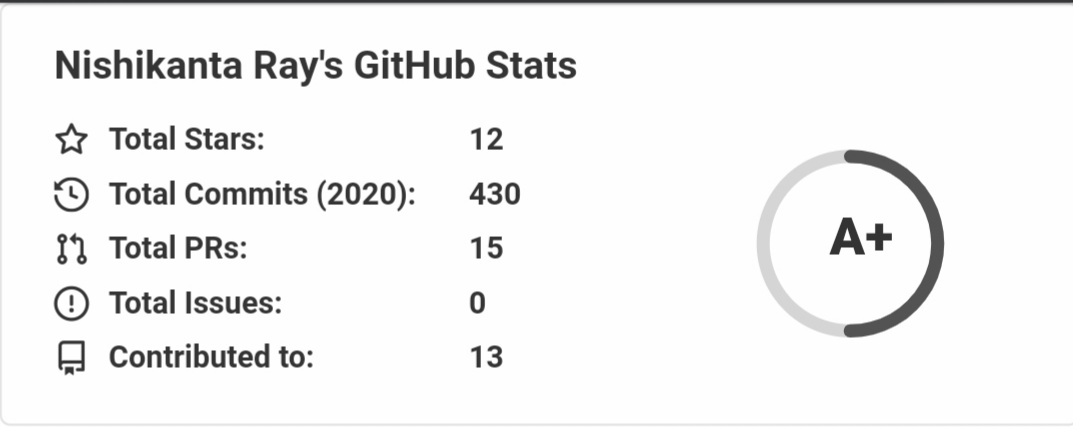 Nishikanta Ray's GitHub Stats
Total Stars: 12
Total Commits (2020): 430
Total PRs: 15
Total Issues: 0
Contributed to: 13
A+